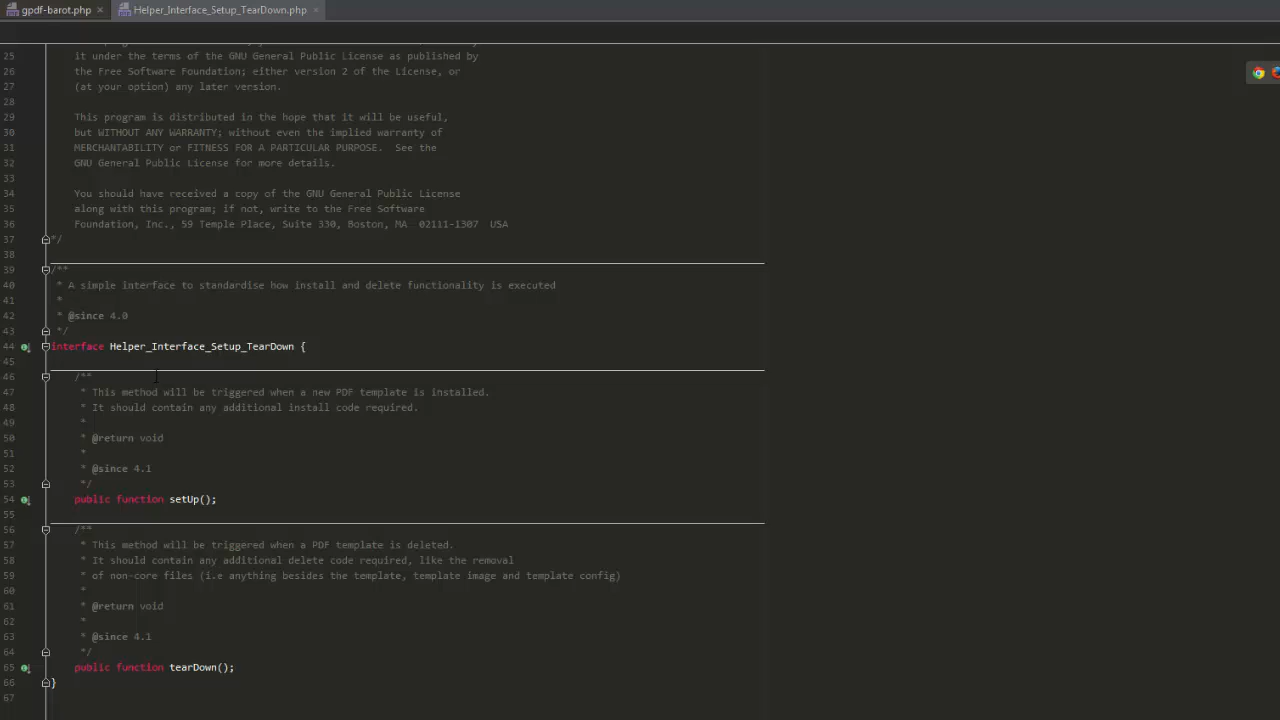 gpdf-barot.php × Helper_Interface_Setup_TearDown.php ×
25 it under the terms of the GNU General Public License as published by
26 the Free Software Foundation; either version 2 of the License, or
27 (at your option) any later version.
28
29 This program is distributed in the hope that it will be useful,
30 but WITHOUT ANY WARRANTY; without even the implied warranty of
31 MERCHANTABILITY or FITNESS FOR A PARTICULAR PURPOSE.  See the
32 GNU General Public License for more details.
33
34 You should have received a copy of the GNU General Public License
35 along with this program; if not, write to the Free Software
36 Foundation, Inc., 59 Temple Place, Suite 330, Boston, MA  02111-1307  USA
37 */
38
39 /**
40 * A simple interface to standardise how install and delete functionality is executed
41 *
42 * @since 4.0
43 */
44 interface Helper_Interface_Setup_TearDown {
45
46 /**
47 * This method will be triggered when a new PDF template is installed.
48 * It should contain any additional install code required.
49 *
50 * @return void
51 *
52 * @since 4.1
53 */
54 public function setUp();
55
56 /**
57 * This method will be triggered when a PDF template is deleted.
58 * It should contain any additional delete code required, like the removal
59 * of non-core files (i.e anything besides the template, template image and template config)
60 *
61 * @return void
62 *
63 * @since 4.1
64 */
65 public function tearDown();
66 }
67